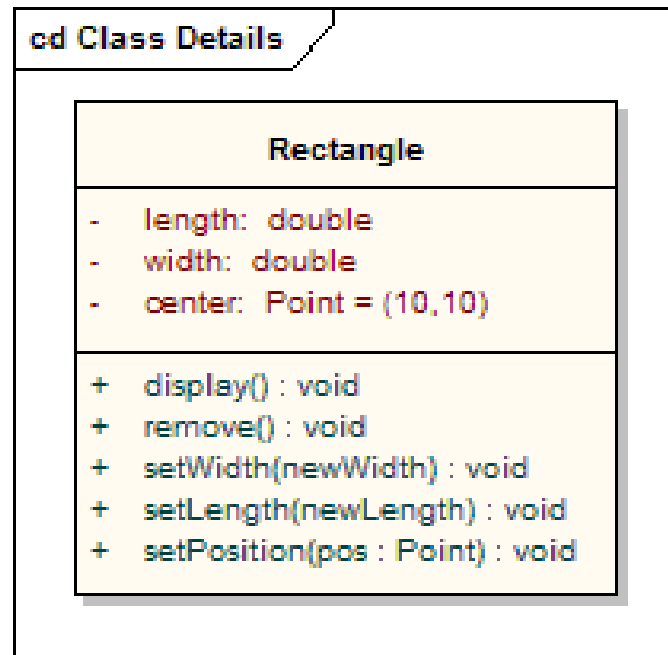 cd Class Details
Rectangle
- length: double
- width: double
- center: Point = (10,10)
+ display() : void
+ remove() : void
+ setWidth(newWidth) : void
+ setLength(newLength) : void
+ setPosition(pos : Point) : void